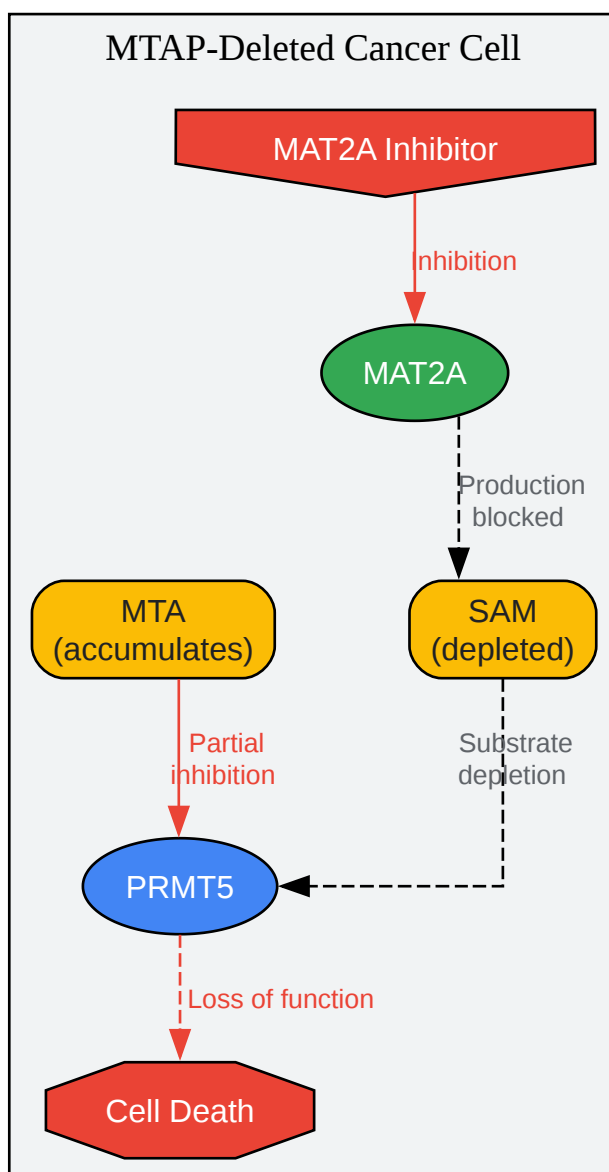 MTAP-Deleted Cancer Cell
MAT2A Inhibitor
Inhibition
MAT2A
Production
blocked
MTA
(accumulates)
SAM
(depleted)
Partial
inhibition
Substrate
depletion
PRMT5
Loss of function
Cell Death